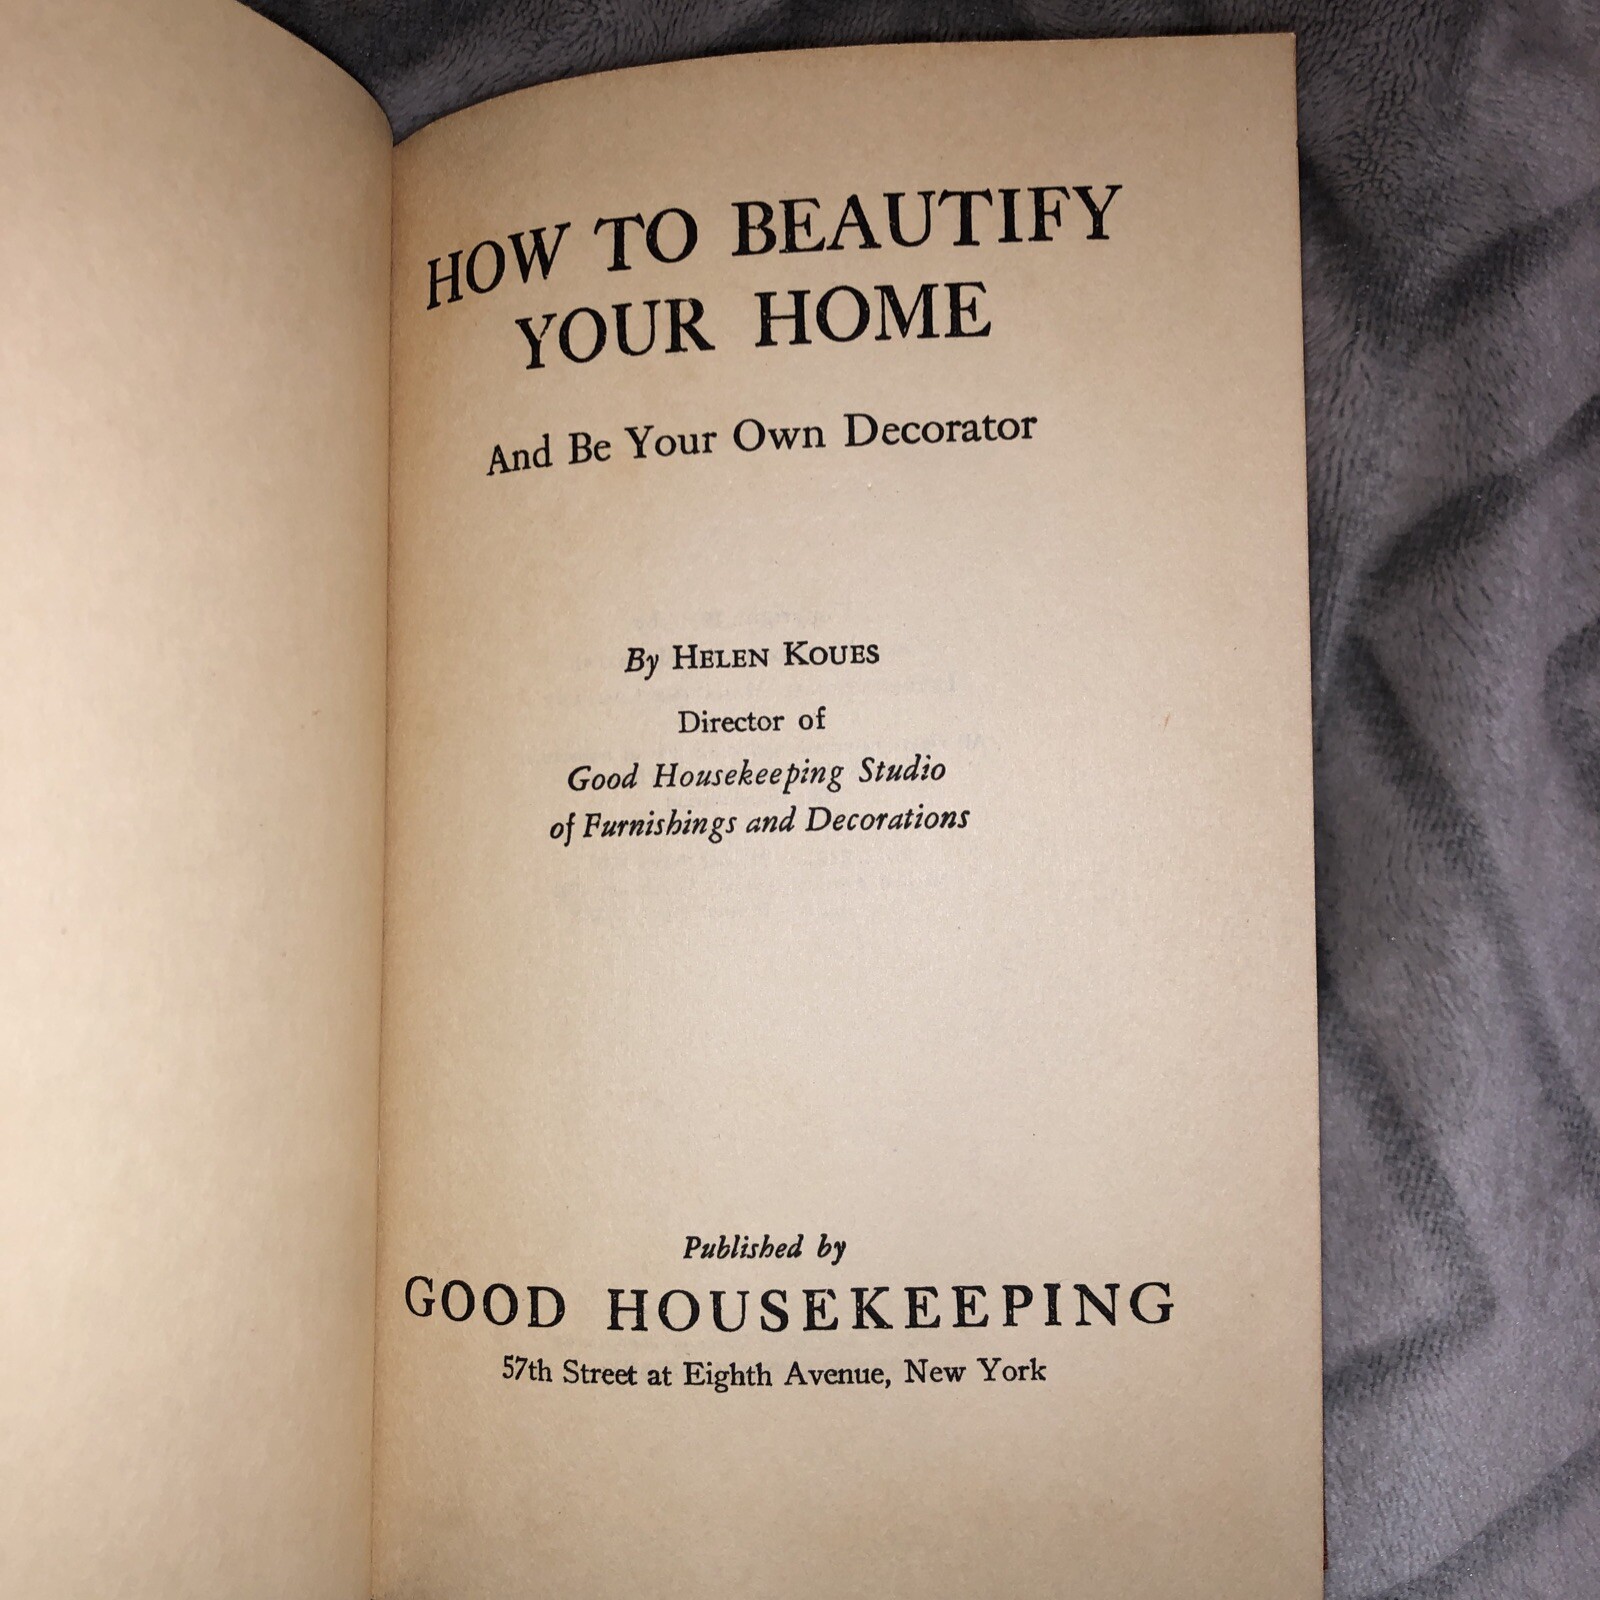 HOW TO BEAUTIFY
YOUR HOME
And Be Your Own Decorator
By HELEN KOUES
Director of
Good Housekeeping Studio
of Furnishings and Decorations
Published by
GOOD HOUSEKEEPING
57th Street at Eighth Avenue, New York